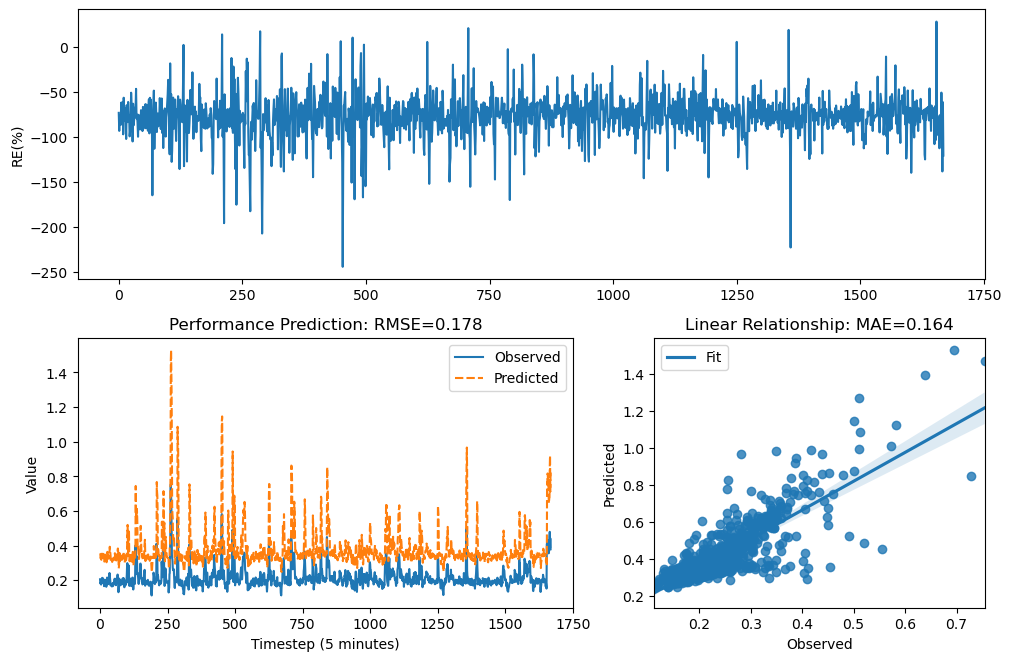 RE(%)
0
−50
−100
−150
−200
−250
0 250 500 750 1000 1250 1500 1750
Performance Prediction: RMSE=0.178
Value
1.4
1.2
1.0
0.8
0.6
0.4
0.2
Observed
Predicted
0 250 500 750 1000 1250 1500 1750
Timestep (5 minutes)
Linear Relationship: MAE=0.164
Predicted
1.4
1.2
1.0
0.8
0.6
0.4
0.2
Fit
0.2 0.3 0.4 0.5 0.6 0.7
Observed